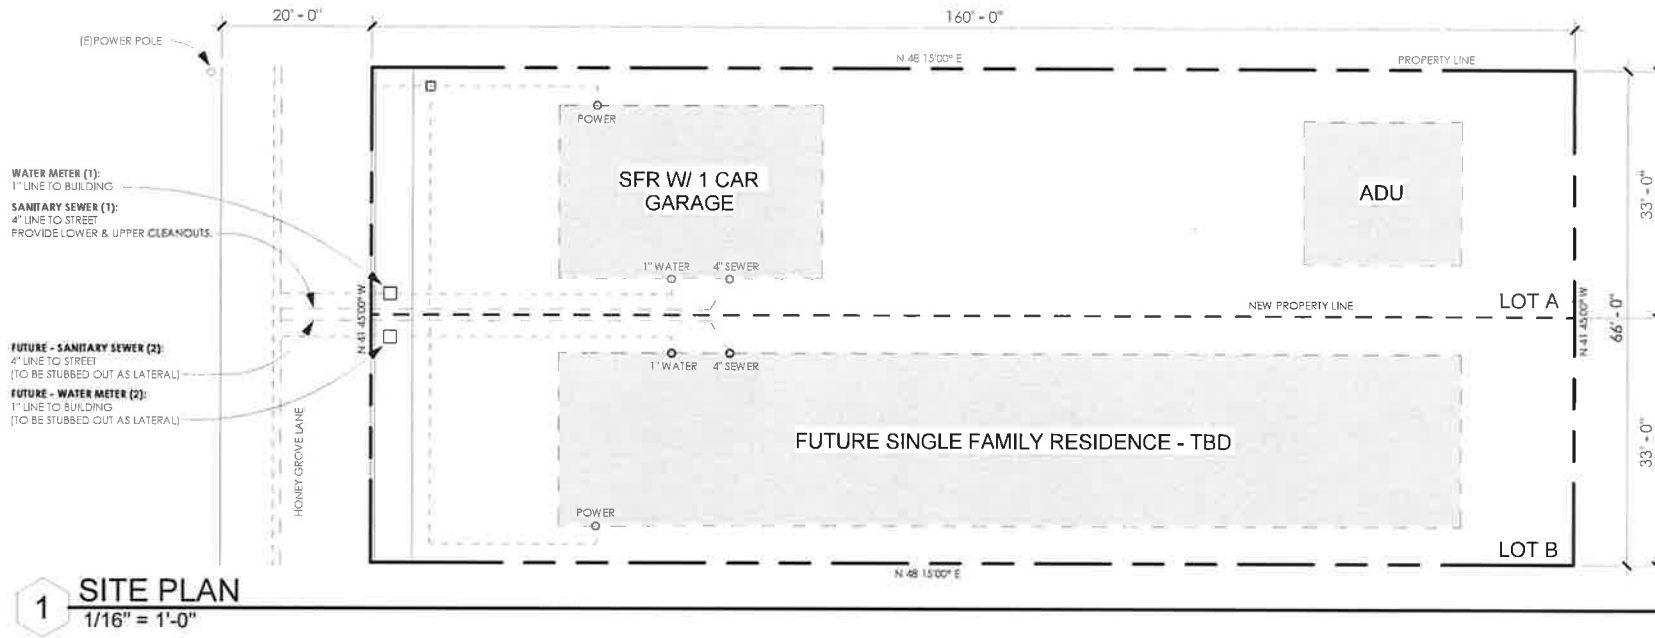 20' - 0"
160' - 0"
(E)POWER POLE
N 48 15'00" E
PROPERTY LINE
POWER
SFR W/ 1 CAR
GARAGE
ADU
33' - 0"
WATER METER (1):
1" LINE TO BUILDING
SANITARY SEWER (1):
4" LINE TO STREET
PROVIDE LOWER & UPPER CLEANOUTS.
1" WATER
4" SEWER
N 41 45'00" W
NEW PROPERTY LINE
LOT A
N 41 45'00" W
66' - 0"
FUTURE - SANITARY SEWER (2):
4" LINE TO STREET
(TO BE STUBBED OUT AS LATERAL)
FUTURE - WATER METER (2):
1" LINE TO BUILDING
(TO BE STUBBED OUT AS LATERAL)
1" WATER
4" SEWER
HONEY GROVE LANE
FUTURE SINGLE FAMILY RESIDENCE - TBD
33' - 0"
POWER
LOT B
N 48 15'00" E
1
SITE PLAN
1/16" = 1'-0"